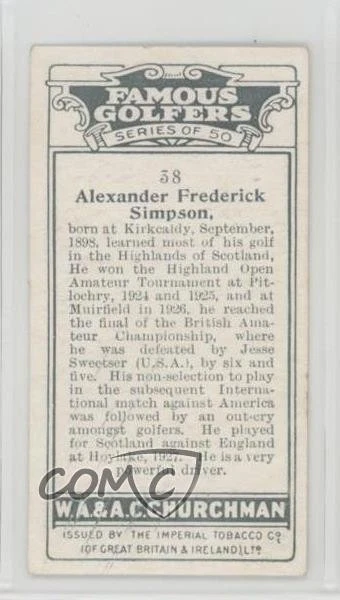 FAMOUS
GOLFERS
SERIES OF 50
38
Alexander Frederick
Simpson,
born at Kirkcaldy, September,
1898, learned most of his golf
in the Highlands of Scotland,
He won the Highland Open
Amateur Tournament at Pit-
lochry, 1924 and 1925, and at
Muirfield in 1926, he reached
the final of the British Ama-
teur Championship, where
he was defeated by Jesse
Sweetser (U.S.A.), by six and
five. His non-selection to play
in the subsequent Interna-
tional match against America
was followed by an out-cry
amongst golfers. He played
for Scotland against England
at Hoylake, 1927. He is a very
powerful driver.
COMC
W.A.& A.C. CHURCHMAN
ISSUED BY THE IMPERIAL TOBACCO Co
(OF GREAT BRITAIN & IRELAND), LTD